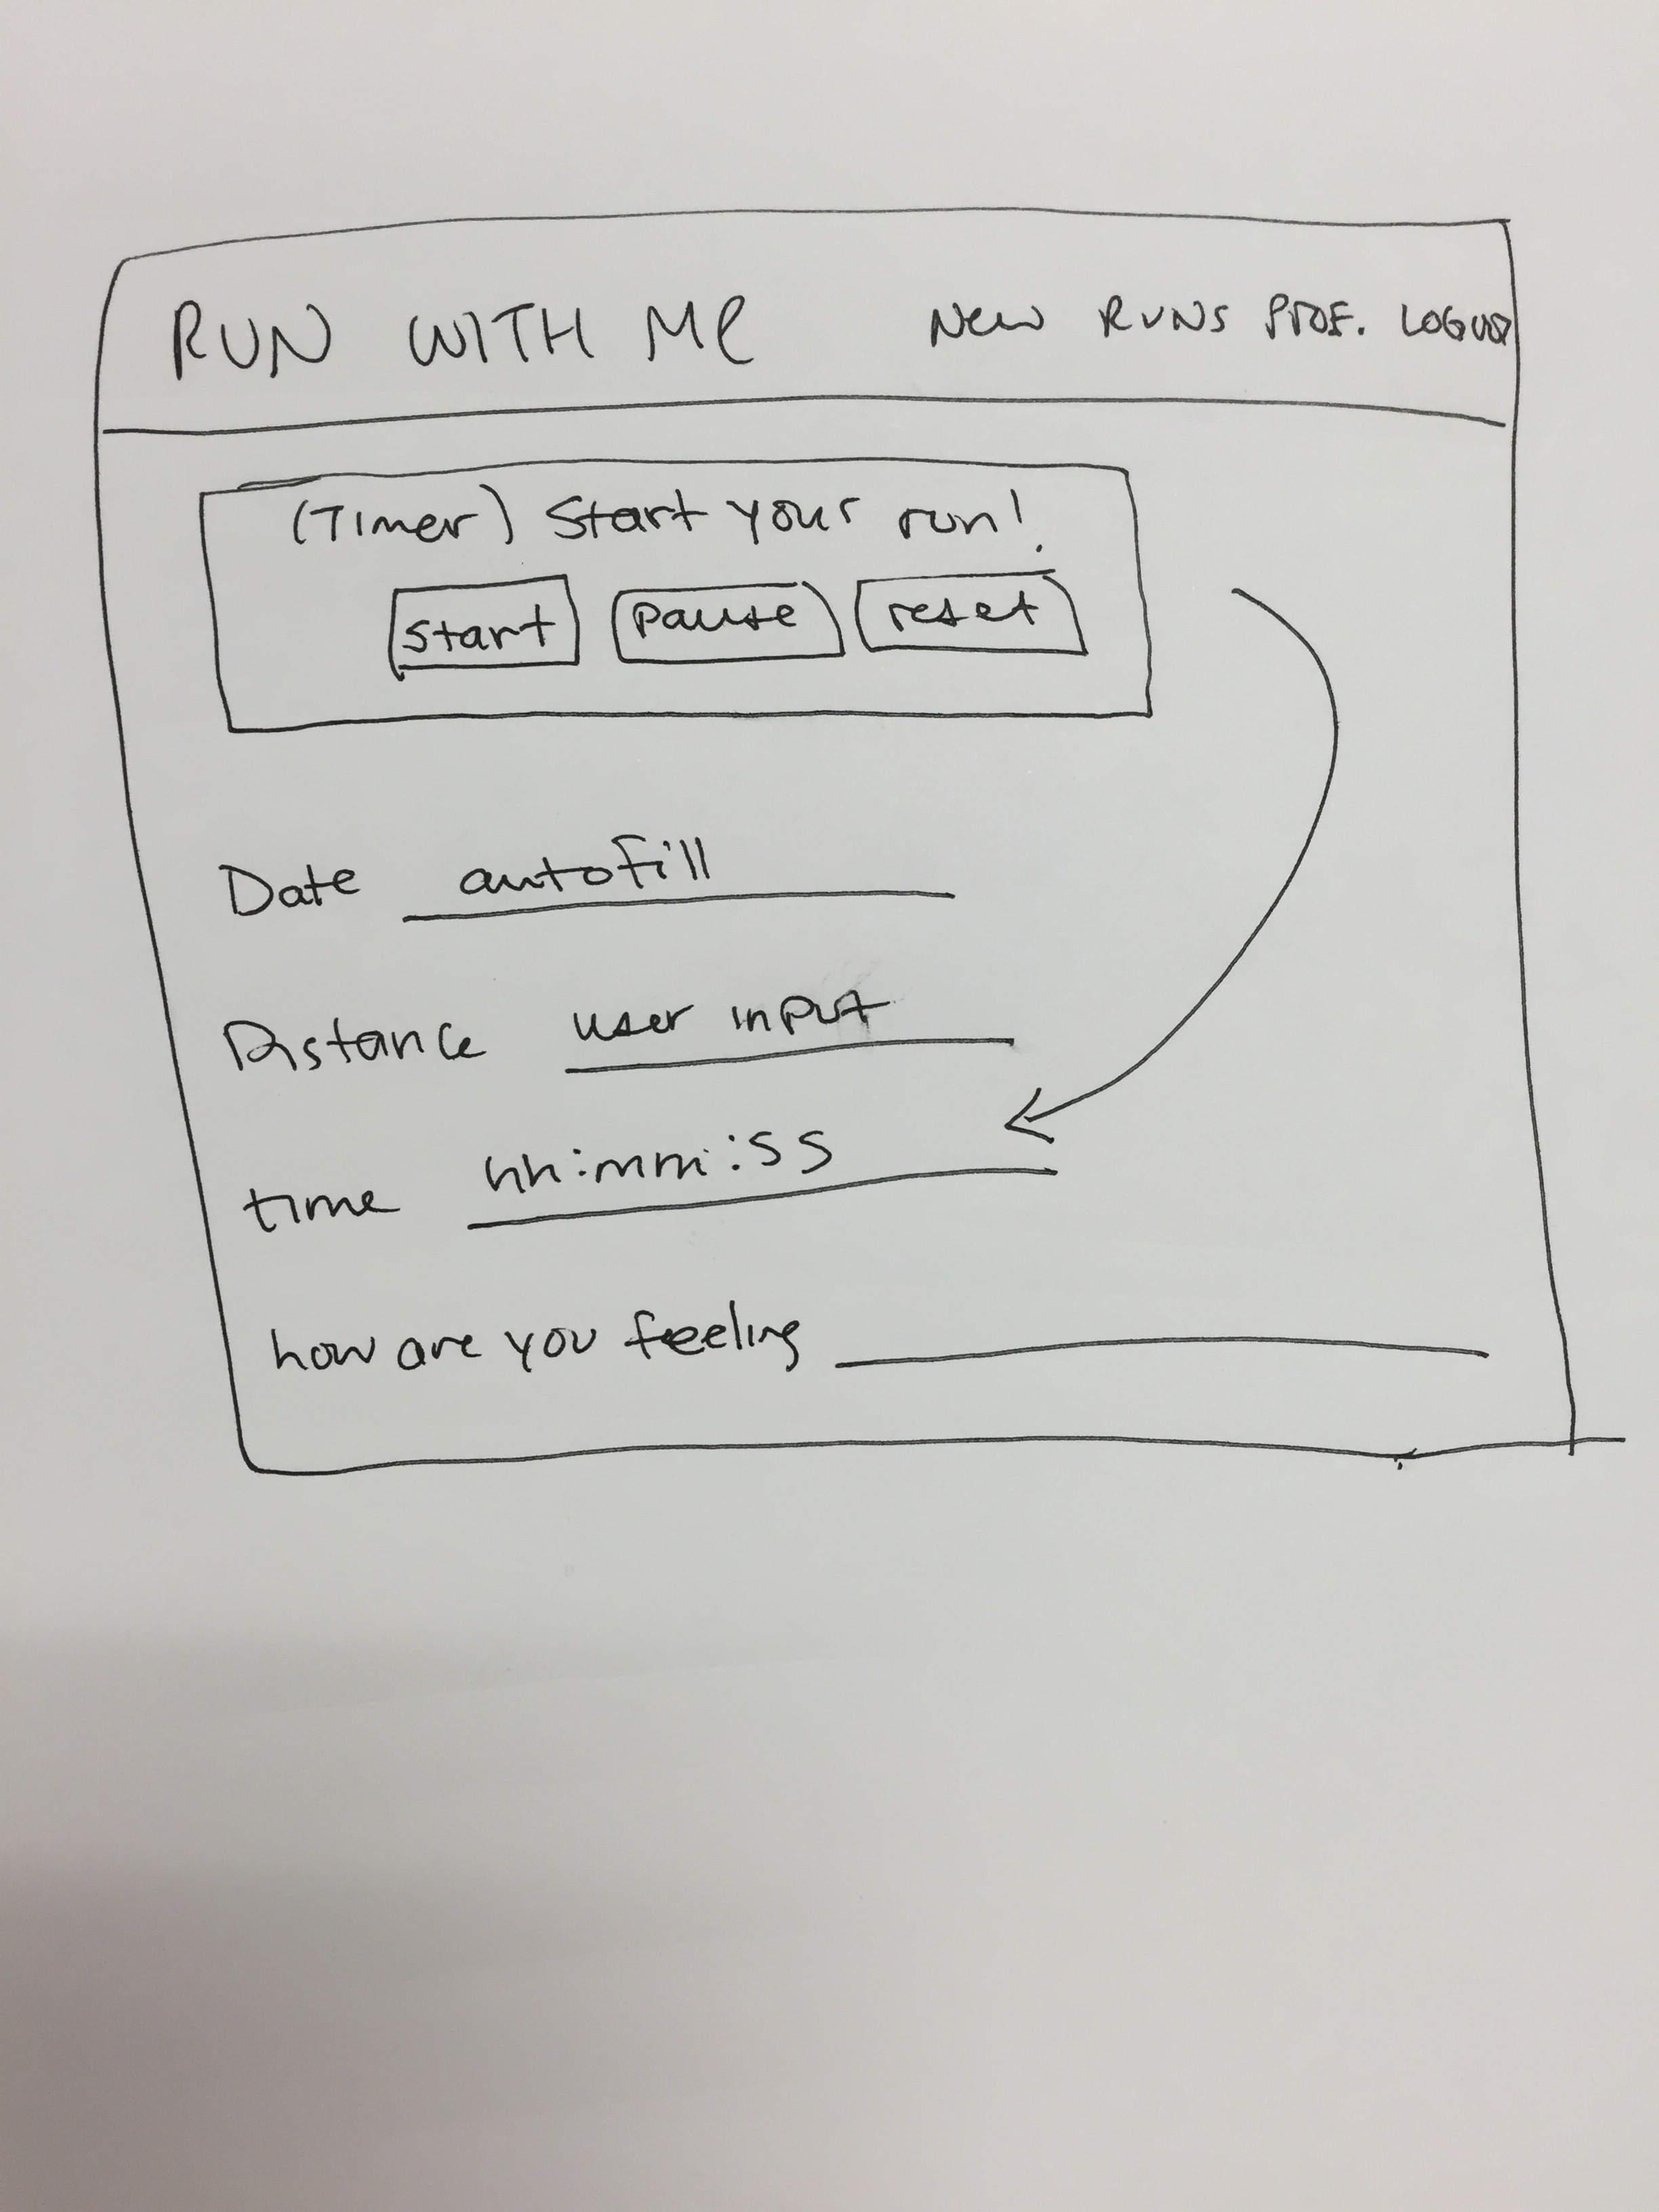 RUN WITH Me New RUNS PROF. LOGOUT
(Timer) Start your run!
start pause reset
Date autofill
Distance user input
time hh:mm:ss
how are you feeling